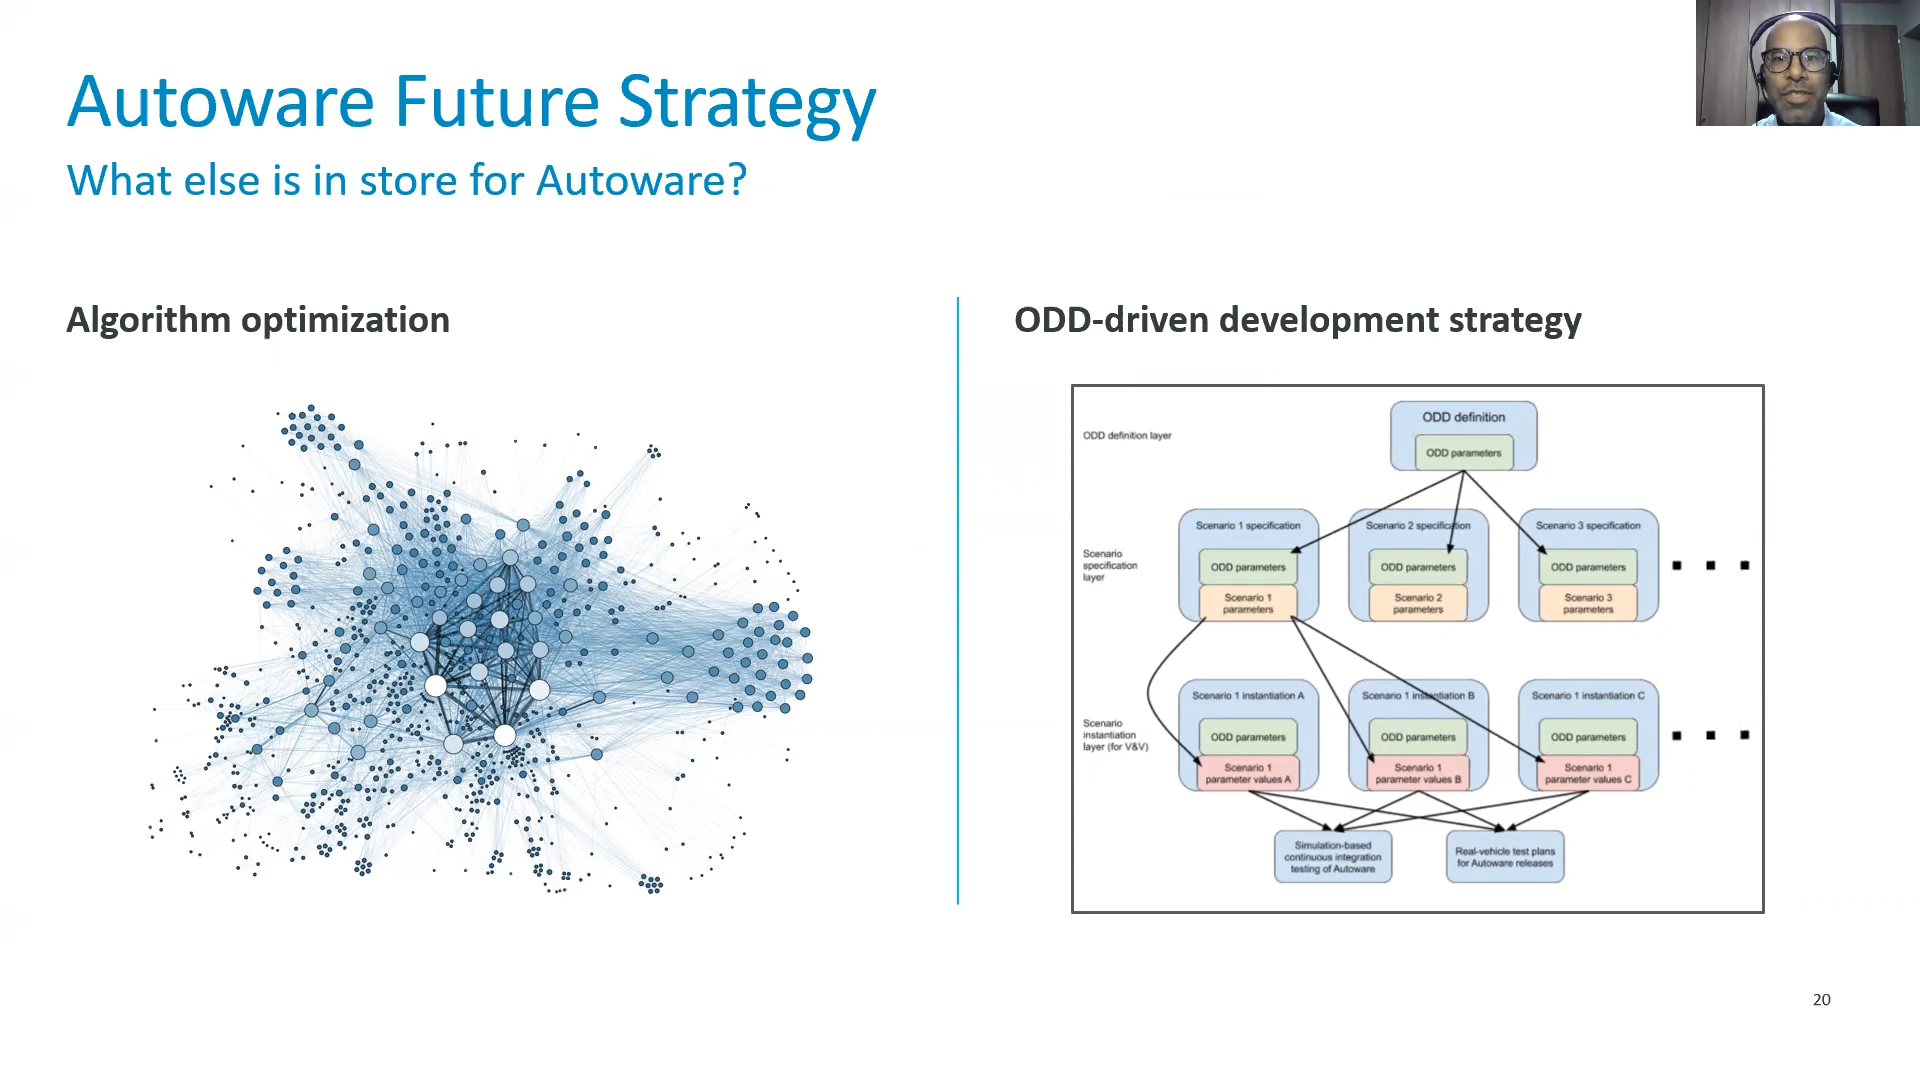 Autoware Future Strategy
What else is in store for Autoware?
Algorithm optimization
ODD-driven development strategy
ODD definition layer
ODD definition
ODD parameters
Scenario
specification
layer
Scenario 1 specification
ODD parameters
Scenario 1
parameters
Scenario 2 specification
ODD parameters
Scenario 2
parameters
Scenario 3 specification
ODD parameters
Scenario 3
parameters
Scenario
instantiation
layer (for V&V)
Scenario 1 instantiation A
ODD parameters
Scenario 1
parameter values A
Scenario 1 instantiation B
ODD parameters
Scenario 1
parameter values B
Scenario 1 instantiation C
ODD parameters
Scenario 1
parameter values C
Simulation-based
continuous integration
testing of Autoware
Real-vehicle test plans
for Autoware releases
20